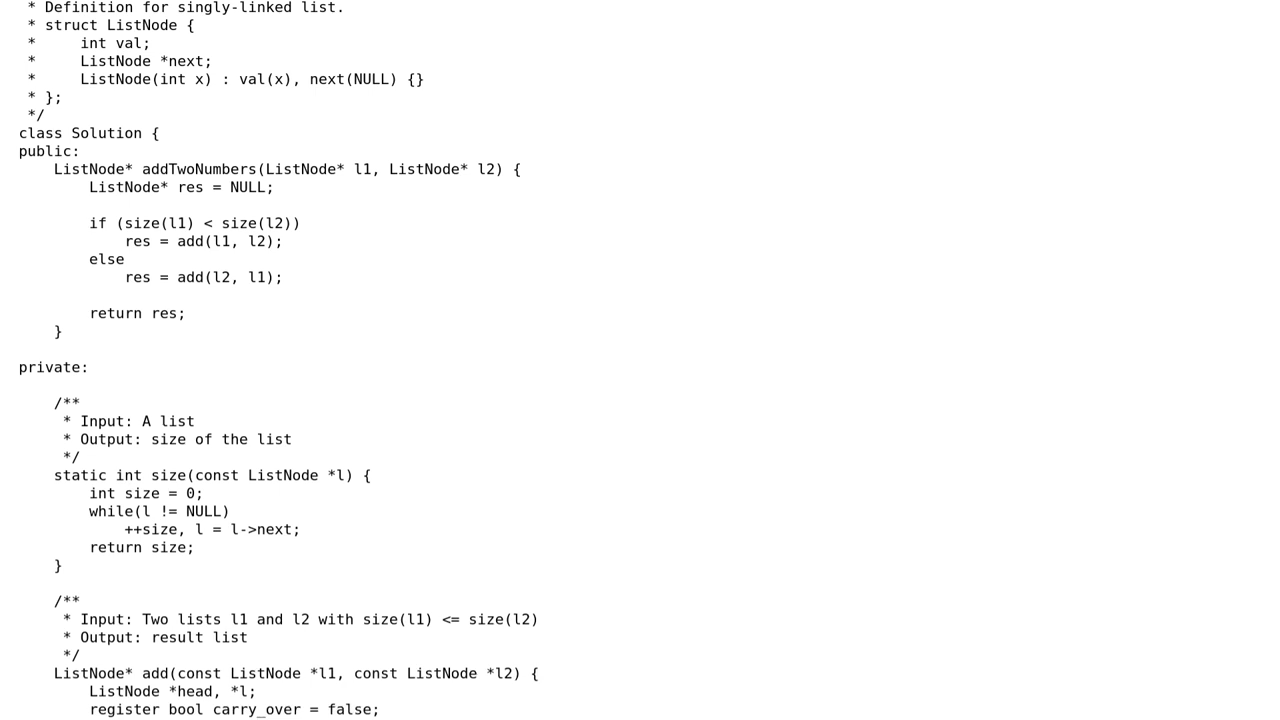 * Definition for singly-linked list.
 * struct ListNode {
 *     int val;
 *     ListNode *next;
 *     ListNode(int x) : val(x), next(NULL) {}
 * };
 */
class Solution {
public:
    ListNode* addTwoNumbers(ListNode* l1, ListNode* l2) {
        ListNode* res = NULL;

        if (size(l1) < size(l2))
            res = add(l1, l2);
        else
            res = add(l2, l1);

        return res;
    }

private:

    /**
     * Input: A list
     * Output: size of the list
     */
    static int size(const ListNode *l) {
        int size = 0;
        while(l != NULL)
            ++size, l = l->next;
        return size;
    }

    /**
     * Input: Two lists l1 and l2 with size(l1) <= size(l2)
     * Output: result list
     */
    ListNode* add(const ListNode *l1, const ListNode *l2) {
        ListNode *head, *l;
        register bool carry_over = false;